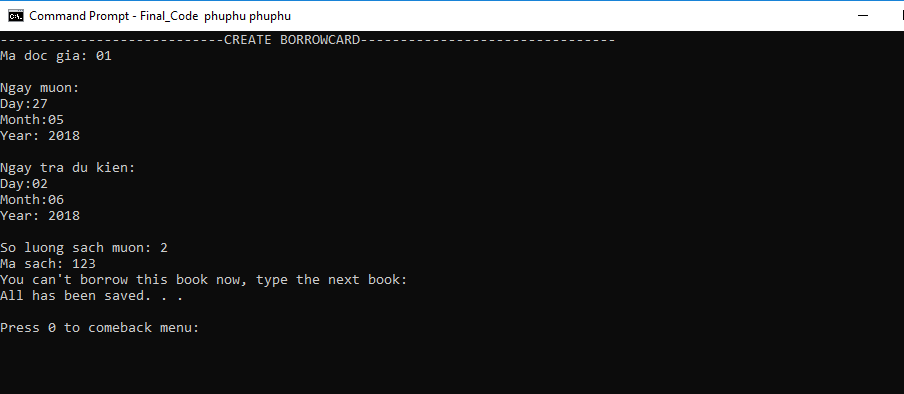 Command Prompt - Final_Code phuphu phuphu
----------------------------CREATE BORROWCARD--------------------------------
Ma doc gia: 01
Ngay muon:
Day:27
Month:05
Year: 2018
Ngay tra du kien:
Day:02
Month:06
Year: 2018
So luong sach muon: 2
Ma sach: 123
You can't borrow this book now, type the next book:
All has been saved. . .
Press 0 to comeback menu: